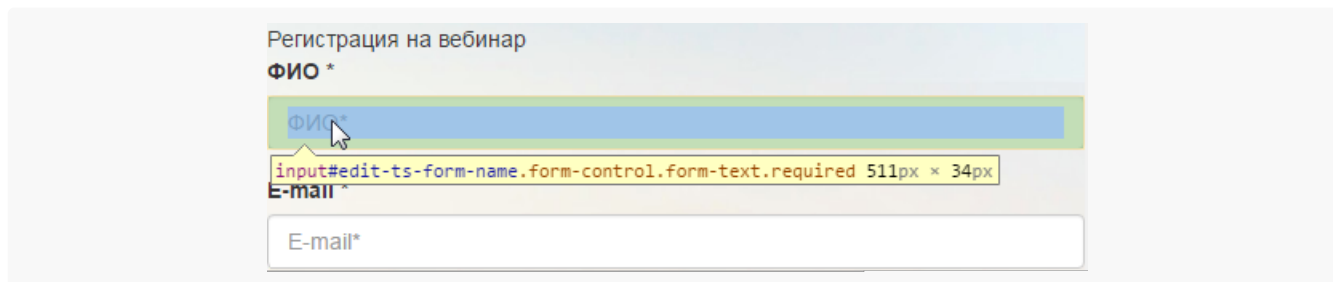 Регистрация на вебинар
ФИО *
ФИО*
input#edit-ts-form-name.form-control.form-text.required 511px × 34px
E-mail *
E-mail*